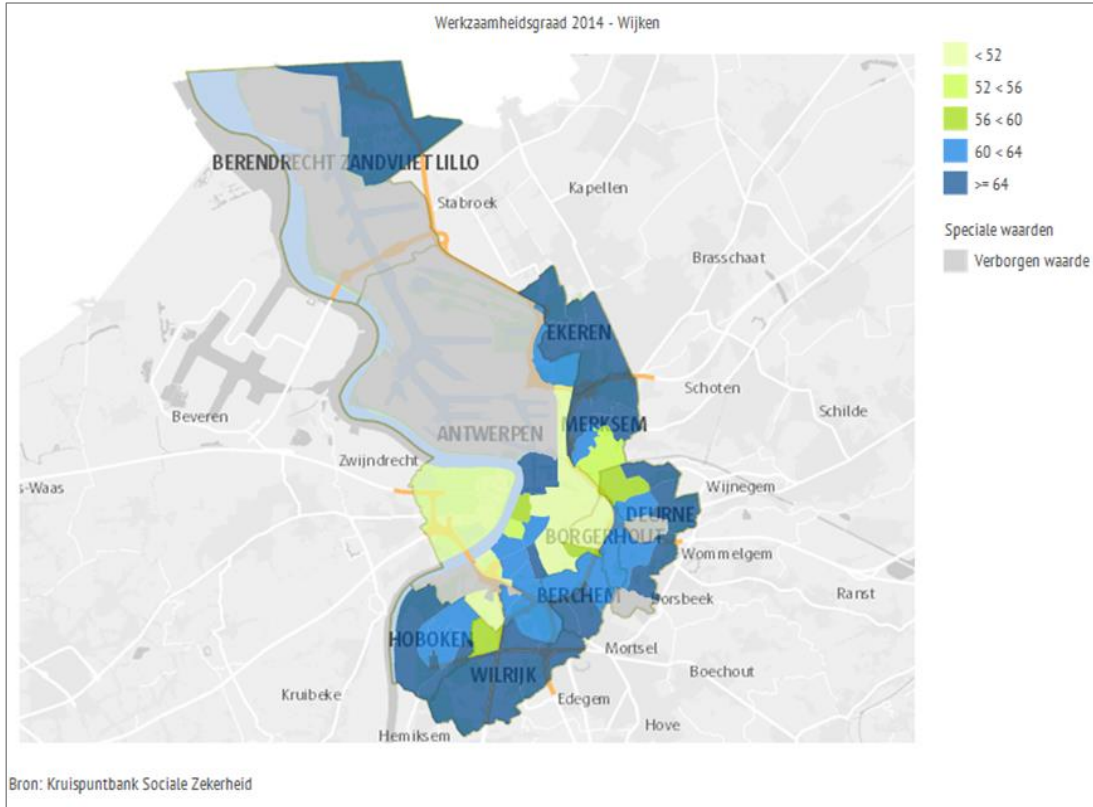 Werkzaamheidsgraad 2014 - Wijken
< 52
52 < 56
56 < 60
60 < 64
>= 64
Speciale waarden
Verborgen waarde
BERENDRECHT ZANDVLIET LILLO
Kapellen
Stabroek
Brasschaat
EKEREN
Schoten
Schilde
Beveren
MERKSEM
ANTWERPEN
Zwijndrecht
s-Waas
Wijnegem
DEURNE
BORGERHOUT
Wommelgem
Ranst
BERCHEM
Borsbeek
HOBOKEN
Mortsel
Boechout
WILRIJK
Kruibeke
Edegem
Hove
Hemiksem
Bron: Kruispuntbank Sociale Zekerheid